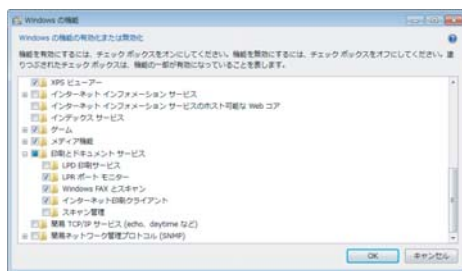 Windows の機能
Windows の機能の有効化または無効化
機能を有効にするには、チェック ボックスをオンにしてください。機能を無効にするには、チェック ボックスをオフにしてください。塗
りつぶされたチェック ボックスは、機能の一部が有効になっていることを表します。
XPS ビューアー
インターネット インフォメーション サービス
インターネット インフォメーション サービスのホスト可能な Web コア
インデックス サービス
ゲーム
メディア機能
印刷とドキュメント サービス
LPD 印刷サービス
LPR ポート モニター
Windows FAX とスキャン
インターネット印刷クライアント
スキャン管理
簡易 TCP/IP サービス (echo、daytime など)
簡易ネットワーク管理プロトコル (SNMP)
OK
キャンセル